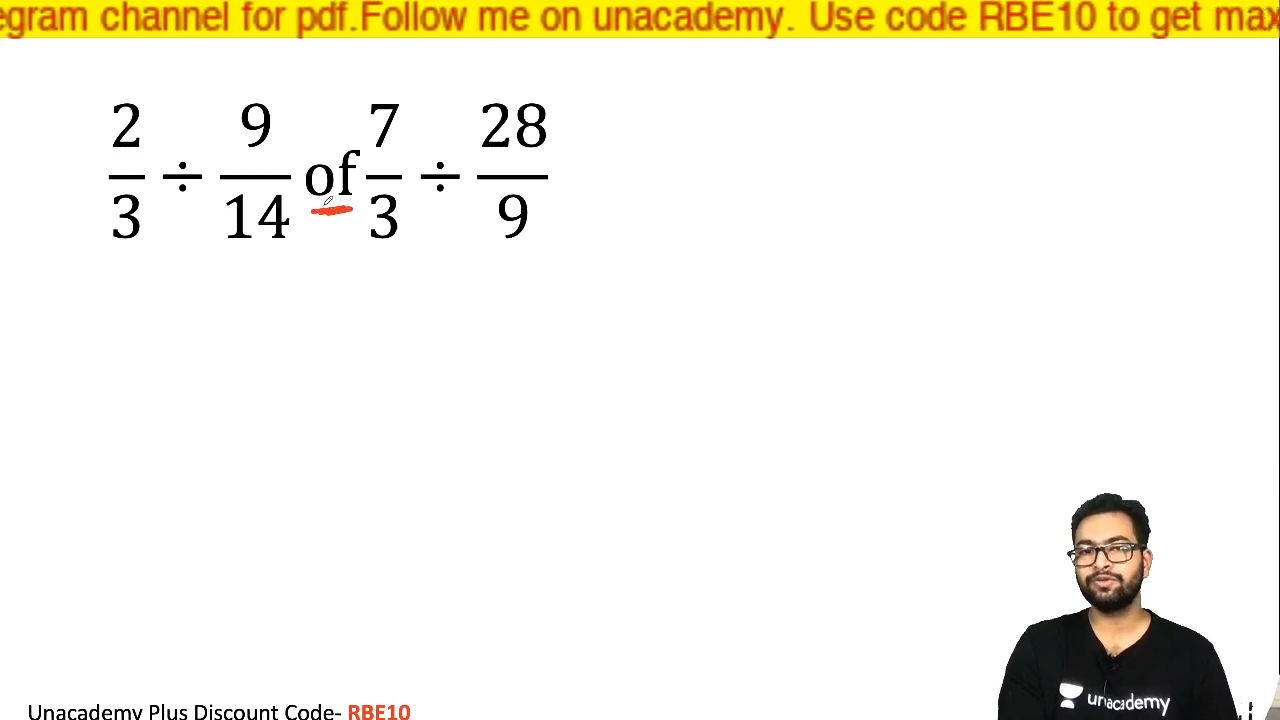 egram channel for pdf.Follow me on unacademy. Use code RBE10 to get max
2/3 ÷ 9/14 of 7/3 ÷ 28/9
unacademy
Unacademy Plus Discount Code- RBE10